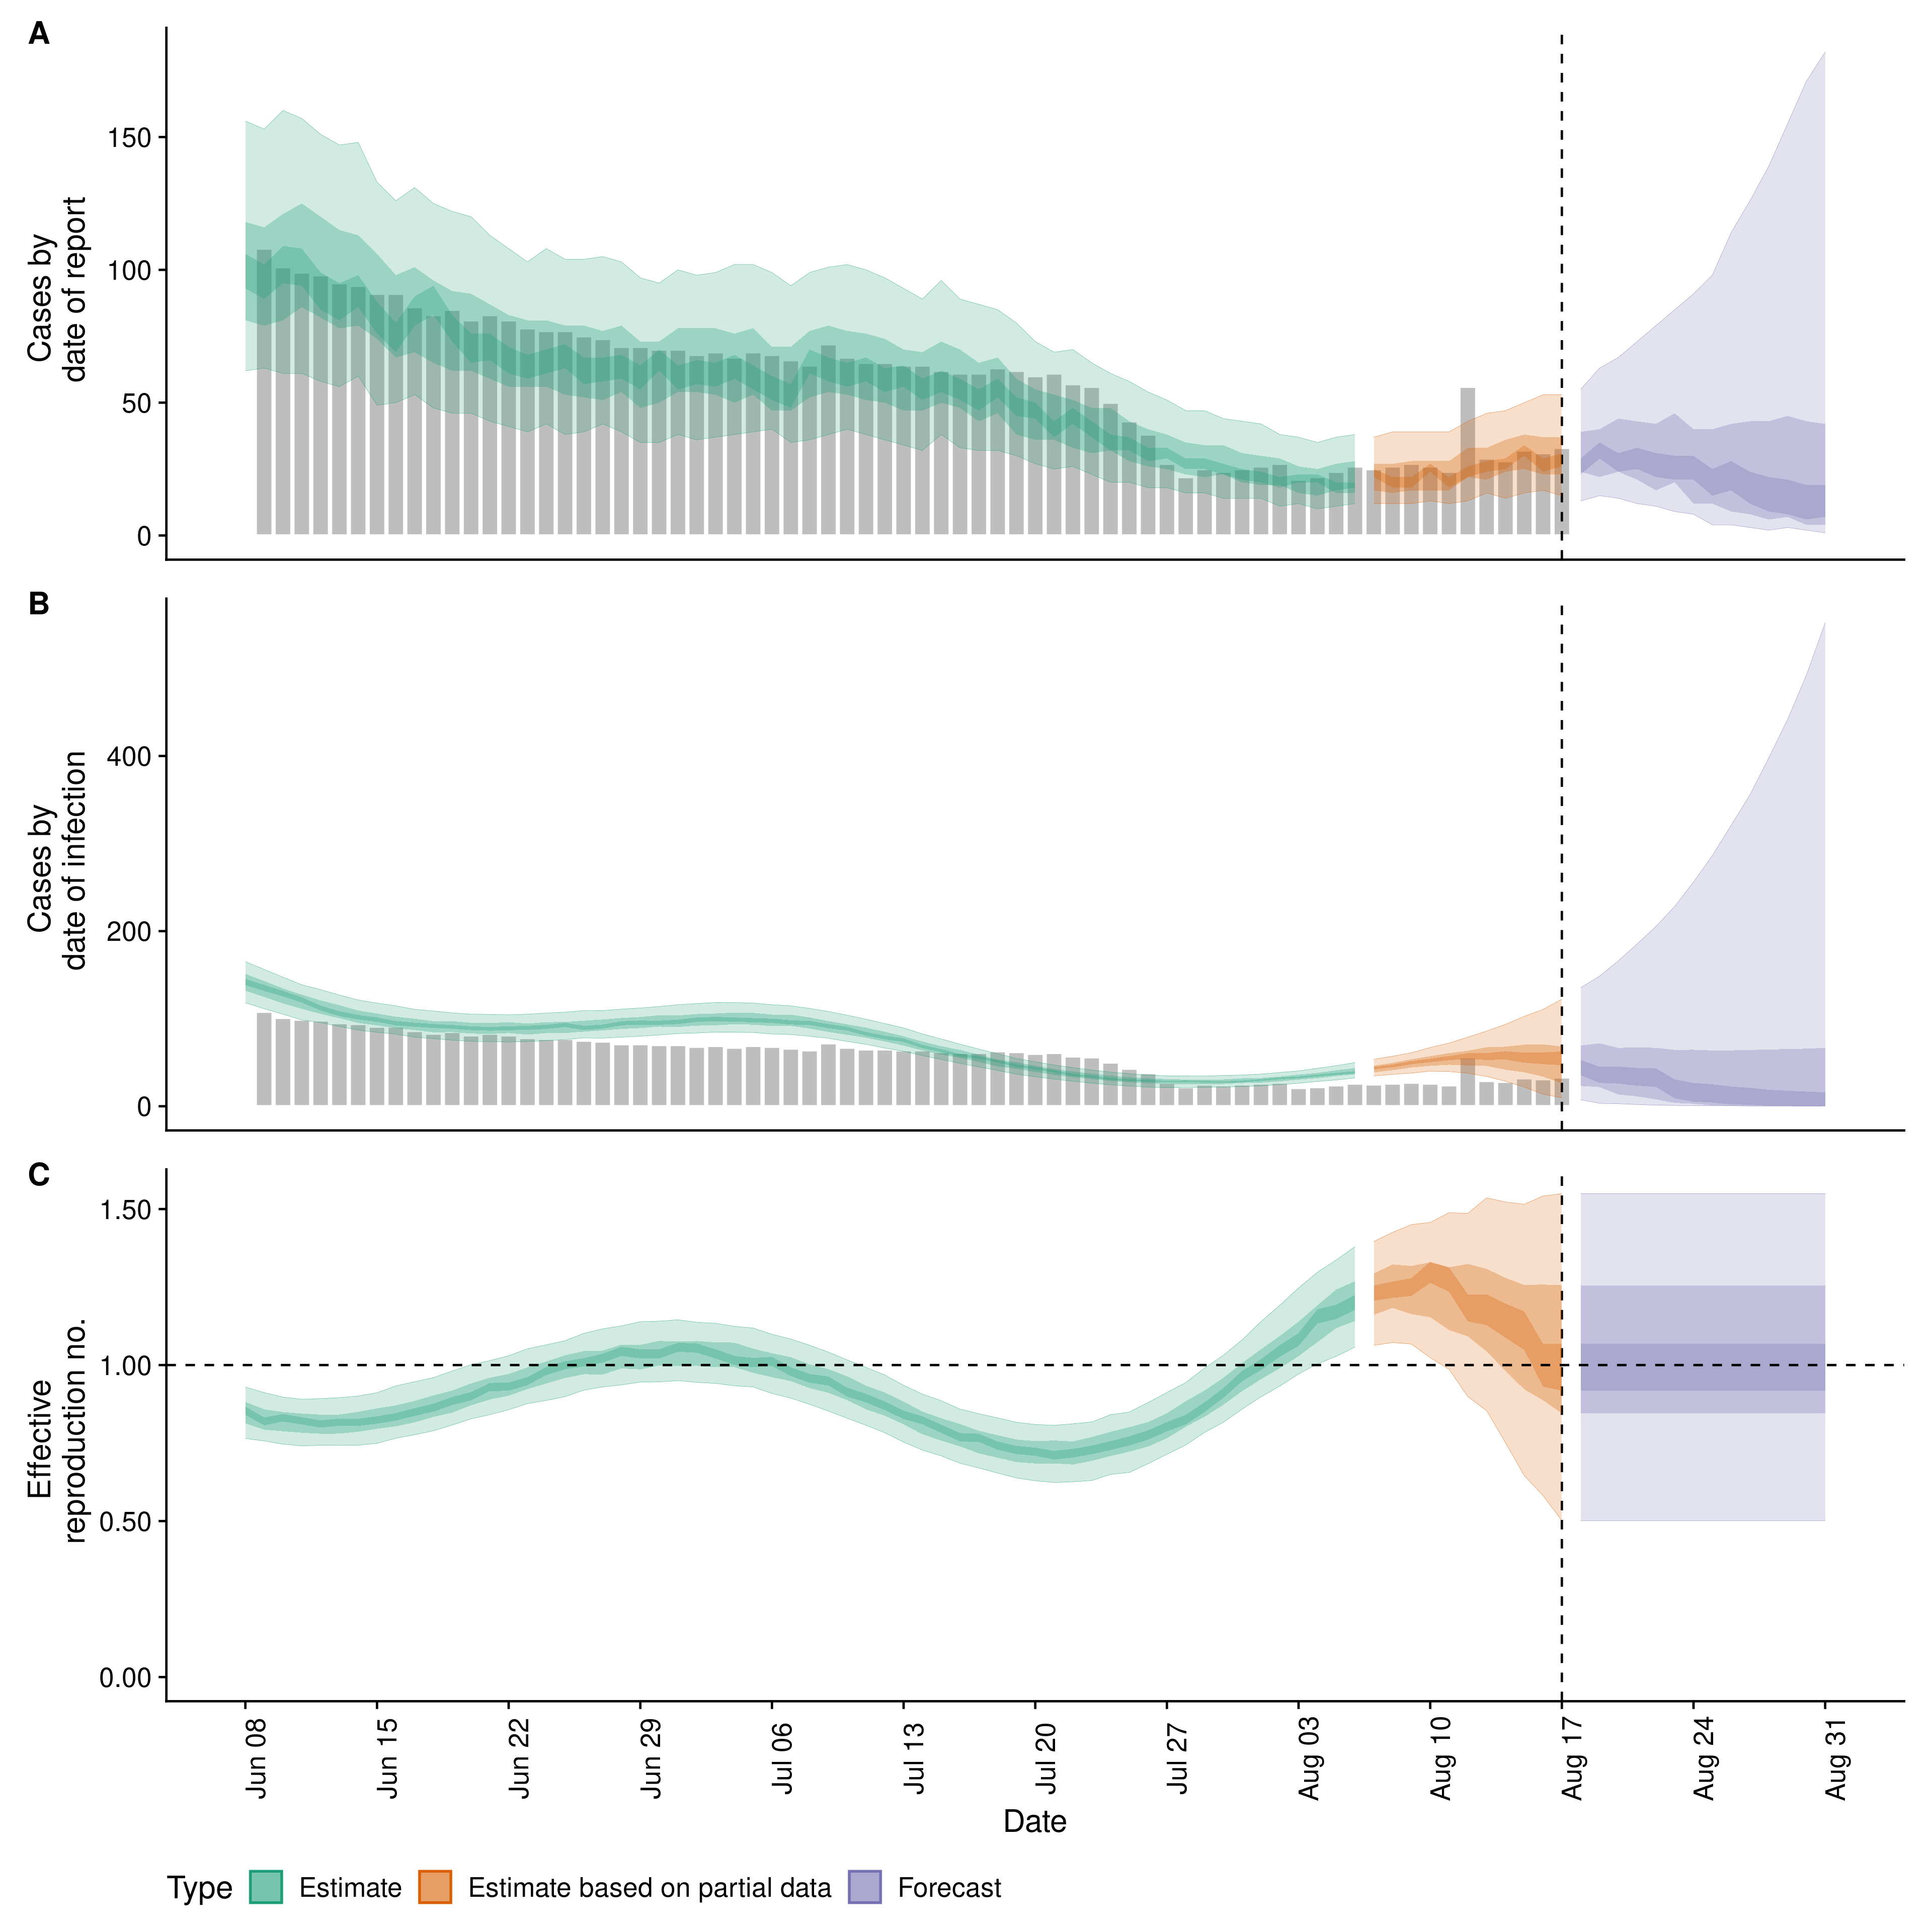 A
Cases by
date of report
150
100
50
0
B
Cases by
date of infection
400
200
0
C
Effective
reproduction no.
1.50
1.00
0.50
0.00
Jun 08
Jun 15
Jun 22
Jun 29
Jul 06
Jul 13
Jul 20
Jul 27
Aug 03
Aug 10
Aug 17
Aug 24
Aug 31
Date
Type
Estimate
Estimate based on partial data
Forecast